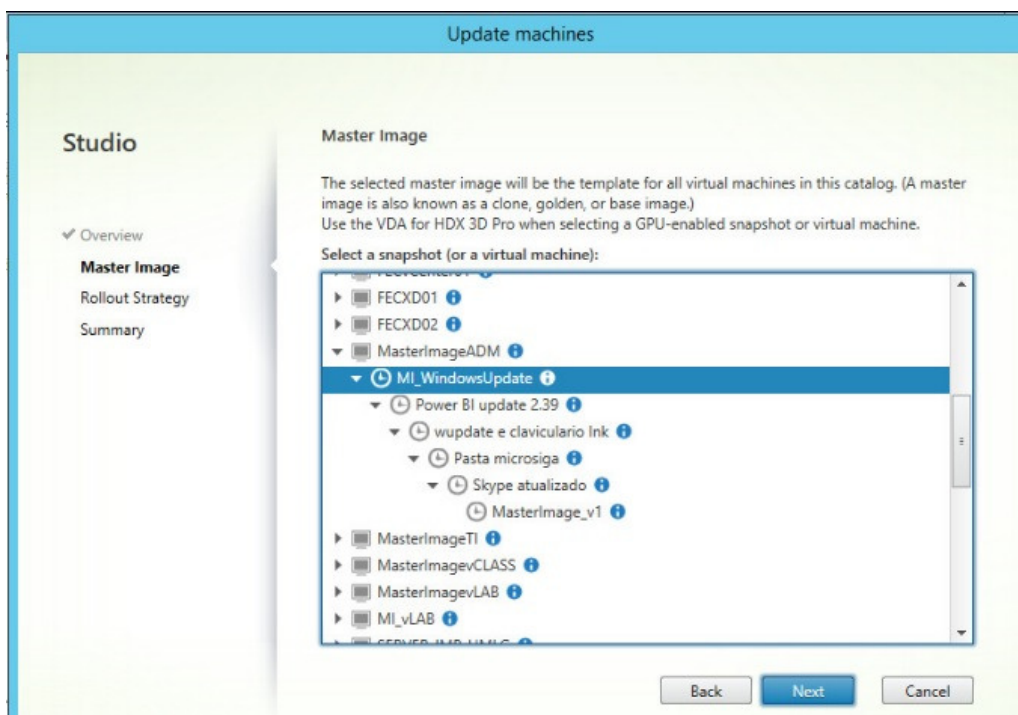 Update machines
Studio
Overview
Master Image
Rollout Strategy
Summary
Master Image
The selected master image will be the template for all virtual machines in this catalog. (A master
image is also known as a clone, golden, or base image.)
Use the VDA for HDX 3D Pro when selecting a GPU-enabled snapshot or virtual machine.
Select a snapshot (or a virtual machine):
FECXD01
FECXD02
MasterImageADM
MI_WindowsUpdate
Power BI update 2.39
wupdate e claviculario lnk
Pasta microsiga
Skype atualizado
MasterImage_v1
MasterImageTI
MasterImagevCLASS
MasterImagevLAB
MI_vLAB
Back
Next
Cancel